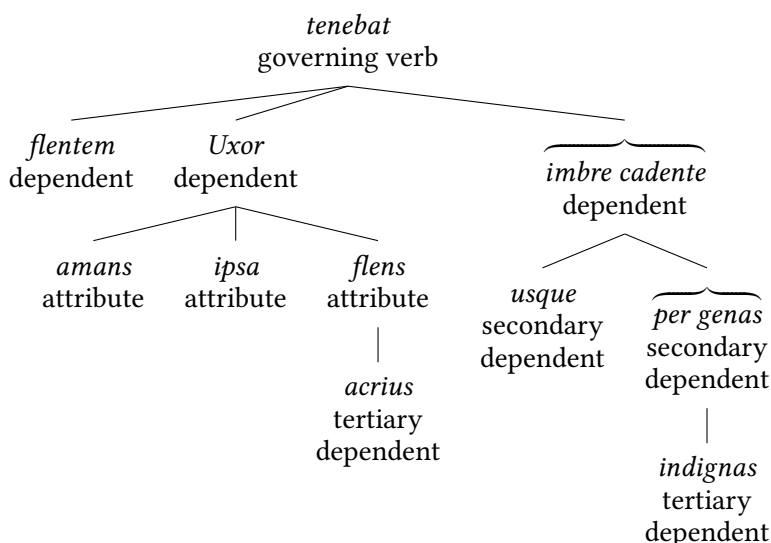 tenebat
governing verb
flentem
dependent
Uxor
dependent
imbre cadente
dependent
amans
attribute
ipsa
attribute
flens
attribute
usque
secondary
dependent
per genas
secondary
dependent
acrius
tertiary
dependent
indignas
tertiary
dependent